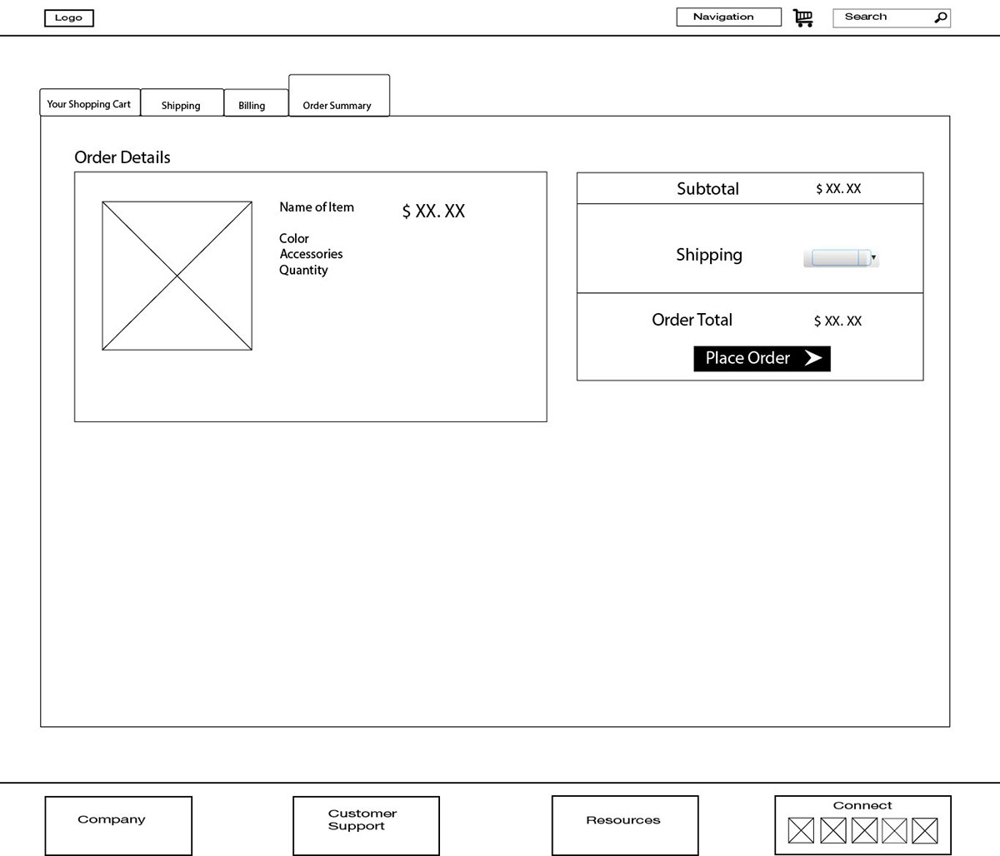 Logo
Navigation
Search
Your Shopping Cart
Shipping
Billing
Order Summary
Order Details
Name of Item
$ XX. XX
Color
Accessories
Quantity
Subtotal
$ XX. XX
Shipping
Order Total
$ XX. XX
Place Order
Company
Customer
Support
Resources
Connect